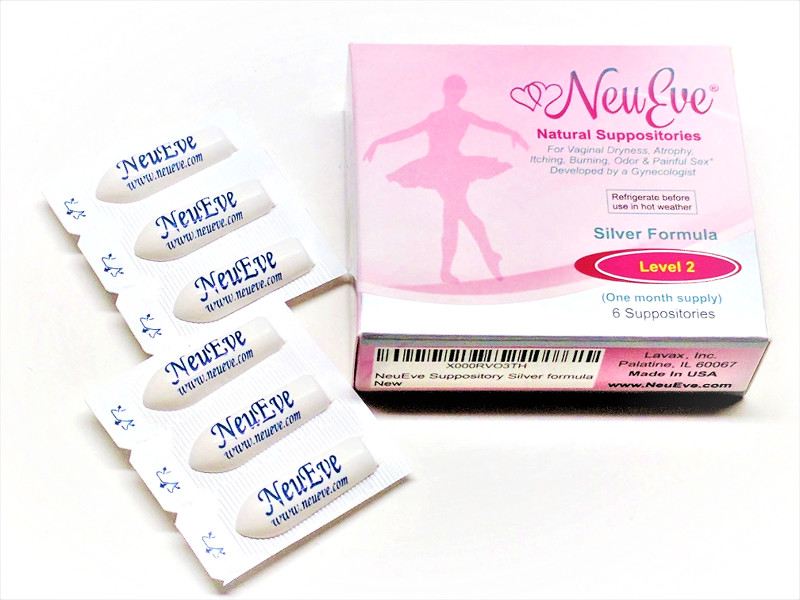 NeuEve
www.neueve.com
NeuEve
www.neueve.com
NeuEve
www.neueve.com
NeuEve
www.neueve.com
NeuEve
www.neueve.com
NeuEve
www.neueve.com
NeuEve®
Natural Suppositories
For Vaginal Dryness, Atrophy,
Itching, Burning, Odor & Painful Sex*
Developed by a Gynecologist
Refrigerate before
use in hot weather
Silver Formula
Level 2
(One month supply)
6 Suppositories
X000RVO3TH
NeuEve Suppository Silver formula
New
Lavax, Inc.
Palatine, IL 60067
Made In USA
www.NeuEve.com